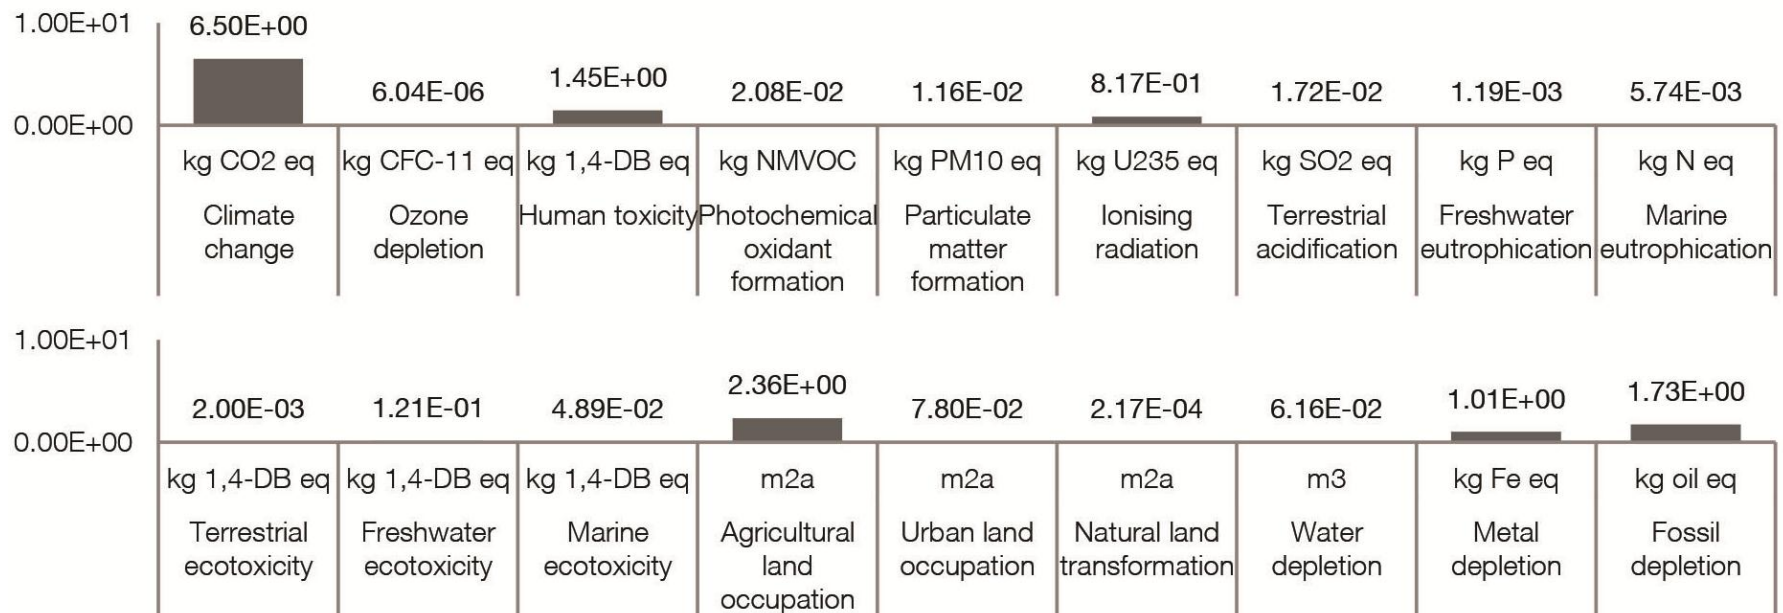 1.00E+01
6.50E+00
6.04E-06
1.45E+00
2.08E-02
1.16E-02
8.17E-01
1.72E-02
1.19E-03
5.74E-03
0.00E+00
kg CO2 eq
kg CFC-11 eq
kg 1,4-DB eq
kg NMVOC
kg PM10 eq
kg U235 eq
kg SO2 eq
kg P eq
kg N eq
Climate
change
Ozone
depletion
Human toxicity
Photochemical
oxidant
formation
Particulate
matter
formation
Ionising
radiation
Terrestrial
acidification
Freshwater
eutrophication
Marine
eutrophication
1.00E+01
2.00E-03
1.21E-01
4.89E-02
2.36E+00
7.80E-02
2.17E-04
6.16E-02
1.01E+00
1.73E+00
0.00E+00
kg 1,4-DB eq
kg 1,4-DB eq
kg 1,4-DB eq
m2a
m2a
m2a
m3
kg Fe eq
kg oil eq
Terrestrial
ecotoxicity
Freshwater
ecotoxicity
Marine
ecotoxicity
Agricultural
land
occupation
Urban land
occupation
Natural land
transformation
Water
depletion
Metal
depletion
Fossil
depletion